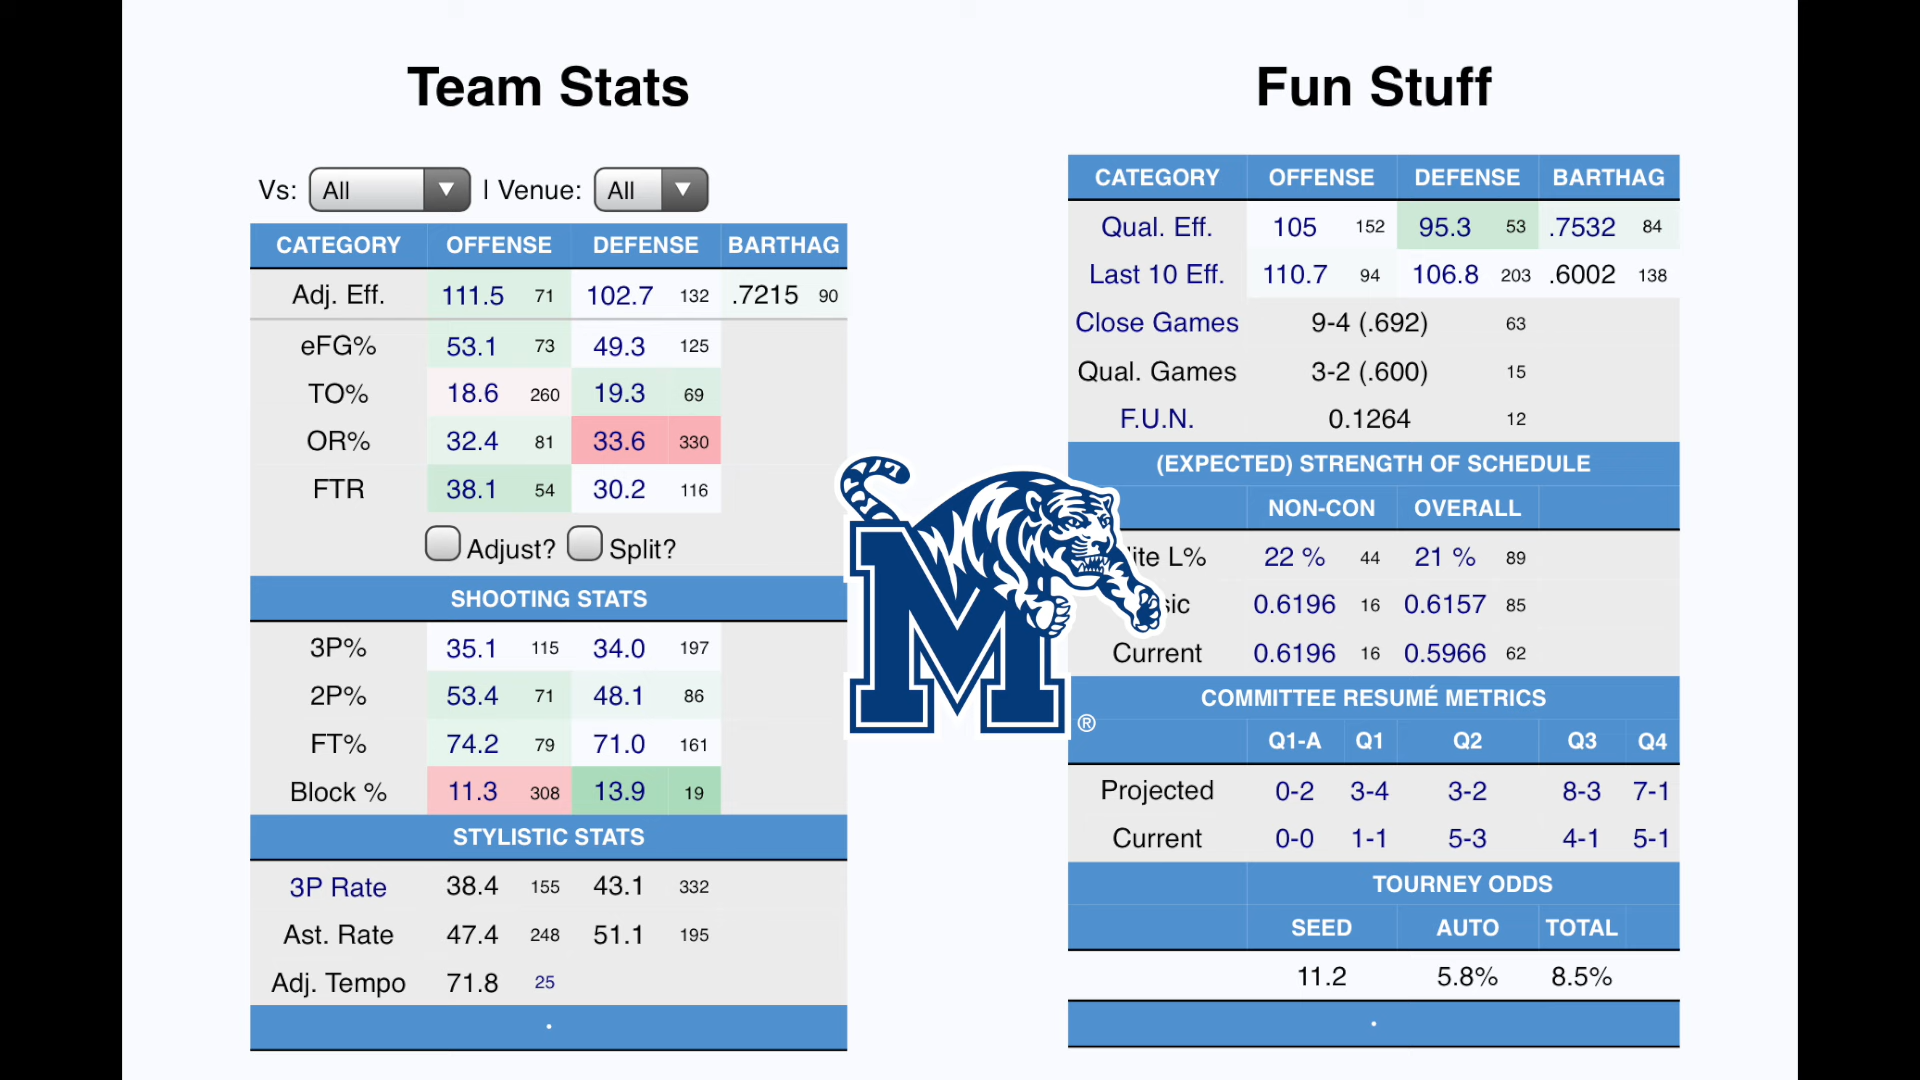 Team Stats
Vs: All | Venue: All
CATEGORY OFFENSE DEFENSE BARTHAG
Adj. Eff. 111.5 71 102.7 132 .7215 90
eFG% 53.1 73 49.3 125
TO% 18.6 260 19.3 69
OR% 32.4 81 33.6 330
FTR 38.1 54 30.2 116
Adjust? Split?
SHOOTING STATS
3P% 35.1 115 34.0 197
2P% 53.4 71 48.1 86
FT% 74.2 79 71.0 161
Block % 11.3 308 13.9 19
STYLISTIC STATS
3P Rate 38.4 155 43.1 332
Ast. Rate 47.4 248 51.1 195
Adj. Tempo 71.8 25
M
®
Fun Stuff
CATEGORY OFFENSE DEFENSE BARTHAG
Qual. Eff. 105 152 95.3 53 .7532 84
Last 10 Eff. 110.7 94 106.8 203 .6002 138
Close Games 9-4 (.692) 63
Qual. Games 3-2 (.600) 15
F.U.N. 0.1264 12
(EXPECTED) STRENGTH OF SCHEDULE
NON-CON OVERALL
L% 22 % 44 21 % 89
0.6196 16 0.6157 85
Current 0.6196 16 0.5966 62
COMMITTEE RESUMÉ METRICS
Q1-A Q1 Q2 Q3 Q4
Projected 0-2 3-4 3-2 8-3 7-1
Current 0-0 1-1 5-3 4-1 5-1
TOURNEY ODDS
SEED AUTO TOTAL
11.2 5.8% 8.5%